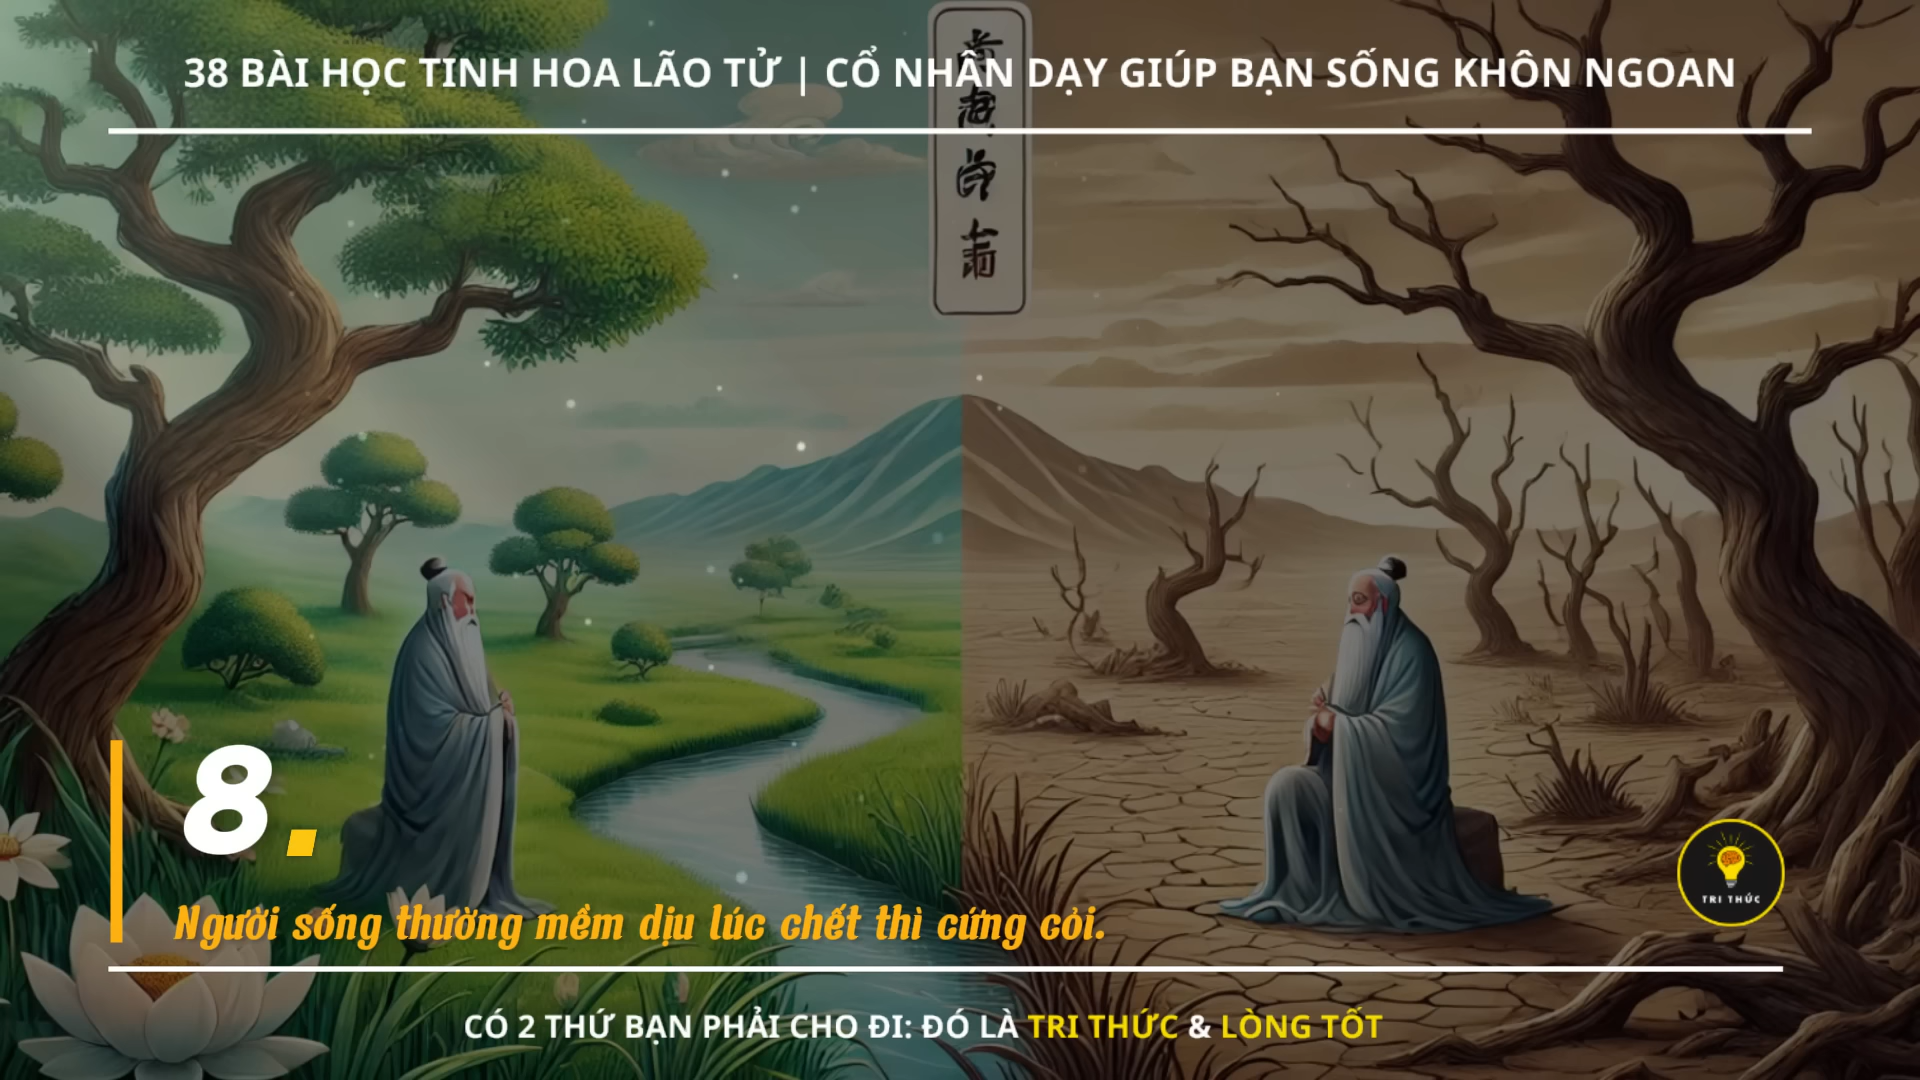 38 BÀI HỌC TINH HOA LÃO TỬ | CỔ NHÂN DẠY GIÚP BẠN SỐNG KHÔN NGOAN
8.
Người sống thường mềm dịu lúc chết thì cứng cỏi.
TRI THỨC
CÓ 2 THỨ BẠN PHẢI CHO ĐI: ĐÓ LÀ TRI THỨC & LÒNG TỐT